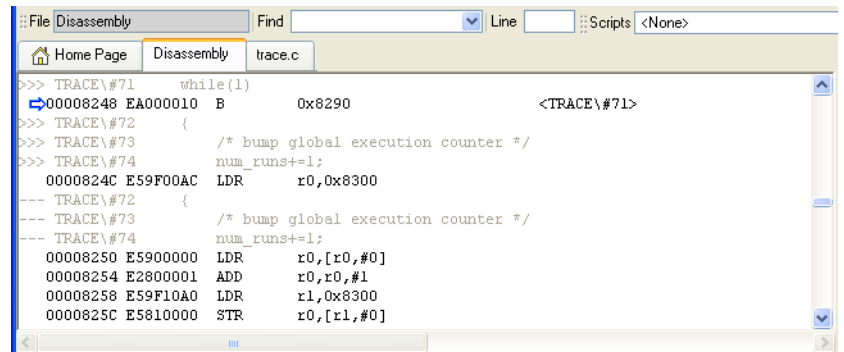 File Disassembly Find Line Scripts <None>
Home Page Disassembly trace.c
>>> TRACE\#71 while(1)
00008248 EA000010 B 0x8290 <TRACE\#71>
>>> TRACE\#72 {
>>> TRACE\#73 /* bump global execution counter */
>>> TRACE\#74 num_runs+=1;
0000824C E59F00AC LDR r0,0x8300
--- TRACE\#72 {
--- TRACE\#73 /* bump global execution counter */
--- TRACE\#74 num_runs+=1;
00008250 E5900000 LDR r0,[r0,#0]
00008254 E2800001 ADD r0,r0,#1
00008258 E59F10A0 LDR r1,0x8300
0000825C E5810000 STR r0,[r1,#0]